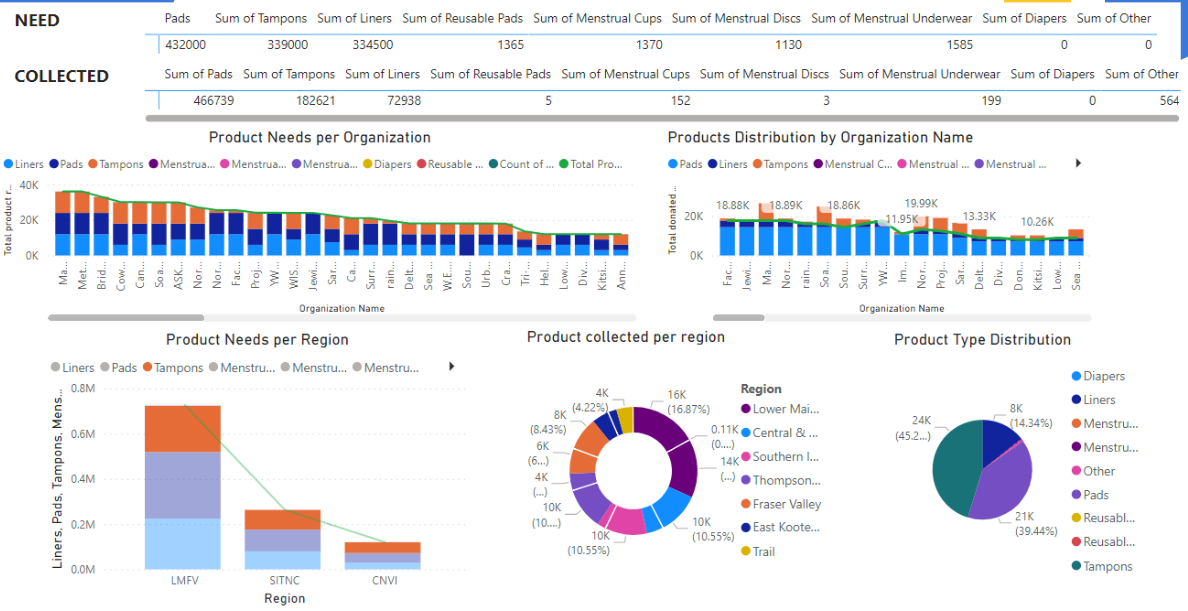 NEED
Pads Sum of Tampons Sum of Liners Sum of Reusable Pads Sum of Menstrual Cups Sum of Menstrual Discs Sum of Menstrual Underwear Sum of Diapers Sum of Other
432000 339000 334500 1365 1370 1130 1585 0 0
COLLECTED
Sum of Pads Sum of Tampons Sum of Liners Sum of Reusable Pads Sum of Menstrual Cups Sum of Menstrual Discs Sum of Menstrual Underwear Sum of Diapers Sum of Other
466739 182621 72938 5 152 3 199 0 564
Product Needs per Organization
Liners Pads Tampons Menstrua... Menstrua... Menstrua... Diapers Reusable ... Count of ... Total Pro...
Total product r...
40K
20K
0K
Ma... Met... Brid... Cow... Can... So a... ASK... Nor... Nor... Fac... Proj... YW... WIS... Jewi... Sar... Ca... Surr... rain... Delt... Sea ... W.E... Sou... Urb... Cra... Tri-... Hel... Low... Div... Kitsi... Ann...
Organization Name
Products Distribution by Organization Name
Pads Liners Tampons Menstrual C... Menstrual ... Menstrual ...
Total donated ...
20K
0K
18.88K 18.89K 18.86K 11.95K 19.99K 13.33K 10.26K
Fac... Jewi... Ma... Nor... rain... Soa... Sou... Surr... YW... Im... Nor... Proj... Sar... Delt... Div... Don... Kitsi... Low... Sea ...
Organization Name
Product Needs per Region
Liners Pads Tampons Menstru... Menstru... Menstru...
Liners, Pads, Tampons, Mens...
0.8M
0.6M
0.4M
0.2M
0.0M
LMFV SITNC CNVI
Region
Product collected per region
16K
(16.87%)
0.11K
(0....)
14K
(...)
10K
(10.55%)
10K
(10.55%)
10K
(10....)
4K
(...)
6K
(6...)
8K
(8.43%)
4K
(4.22%)
Region
Lower Mai...
Central & ...
Southern I...
Thompson...
Fraser Valley
East Koote...
Trail
Product Type Distribution
24K
(45.2...)
8K
(14.34%)
21K
(39.44%)
Diapers
Liners
Menstru...
Menstru...
Other
Pads
Reusabl...
Reusabl...
Tampons